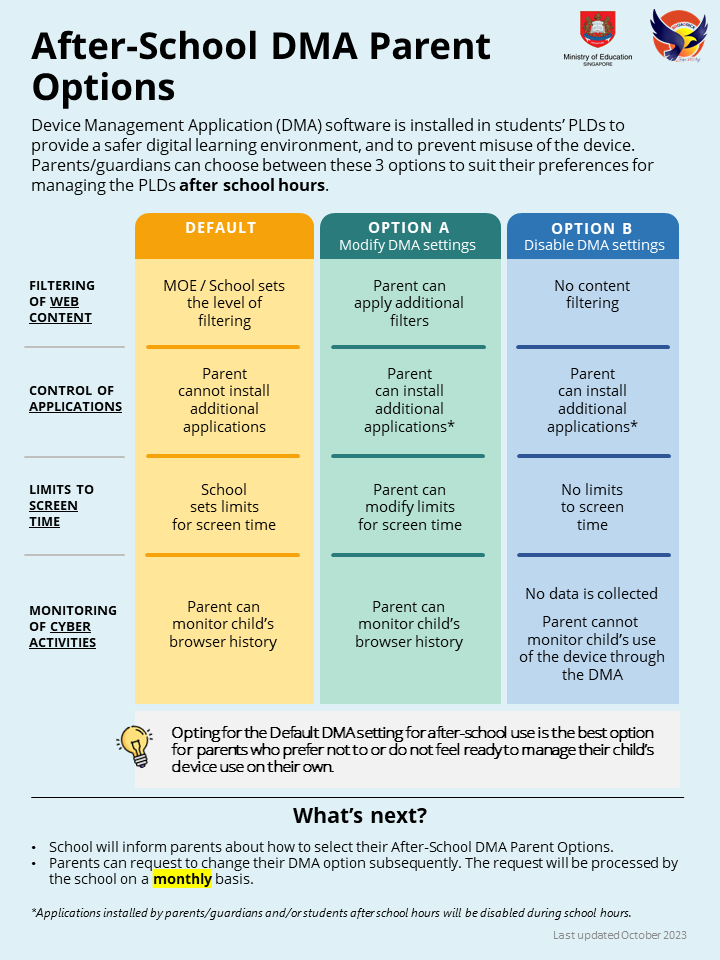 After-School DMA Parent
Options
Ministry of Education
SINGAPORE
Device Management Application (DMA) software is installed in students’ PLDs to
provide a safer digital learning environment, and to prevent misuse of the device.
Parents/guardians can choose between these 3 options to suit their preferences for
managing the PLDs after school hours.
DEFAULT
OPTION A
Modify DMA settings
OPTION B
Disable DMA settings
FILTERING
OF WEB
CONTENT
MOE / School sets
the level of
filtering
Parent can
apply additional
filters
No content
filtering
CONTROL OF
APPLICATIONS
Parent
cannot install
additional
applications
Parent
can install
additional
applications*
Parent
can install
additional
applications*
LIMITS TO
SCREEN
TIME
School
sets limits
for screen time
Parent can
modify limits
for screen time
No limits
to screen
time
MONITORING
OF CYBER
ACTIVITIES
Parent can
monitor child’s
browser history
Parent can
monitor child’s
browser history
No data is collected
Parent cannot
monitor child’s use
of the device through
the DMA
Opting for the Default DMA setting for after-school use is the best option
for parents who prefer not to or do not feel ready to manage their child’s
device use on their own.
What’s next?
• School will inform parents about how to select their After-School DMA Parent Options.
• Parents can request to change their DMA option subsequently. The request will be processed by
the school on a monthly basis.
*Applications installed by parents/guardians and/or students after school hours will be disabled during school hours.
Last updated October 2023